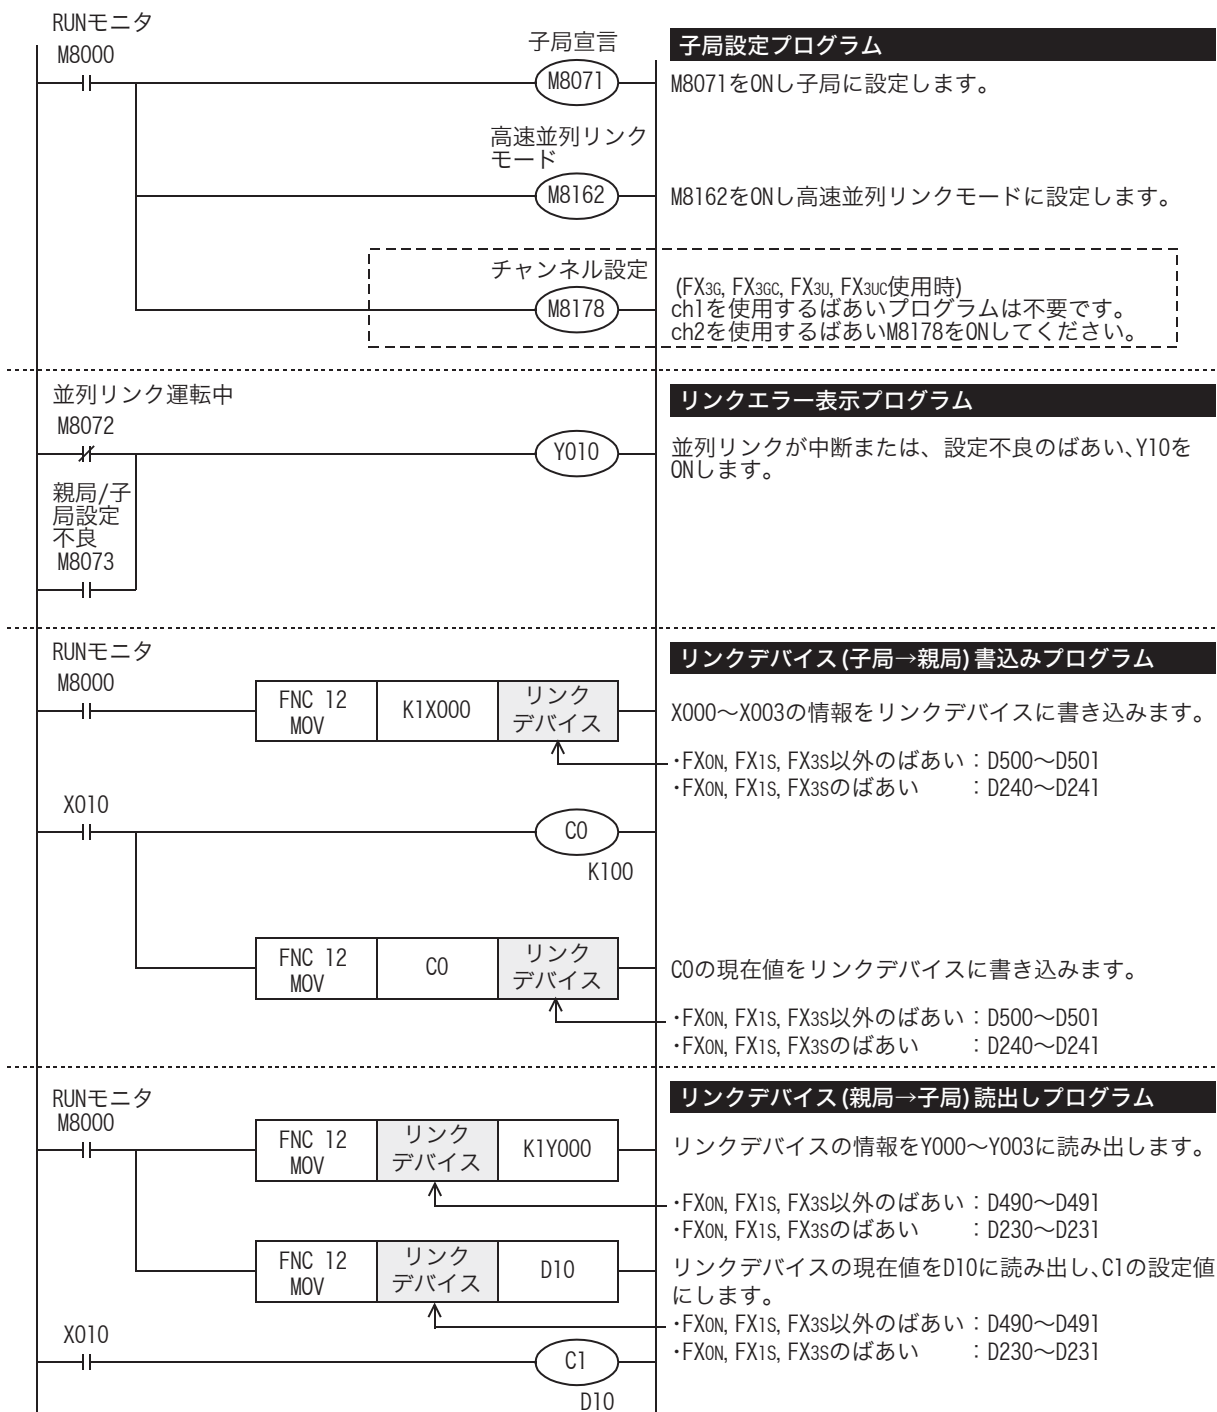 RUNモニタ
M8000
子局宣言
M8071
子局設定プログラム
M8071をONし子局に設定します。
高速並列リンク
モード
M8162
M8162をONし高速並列リンクモードに設定します。
チャンネル設定
M8178
(FX3G, FX3GC, FX3U, FX3UC使用時)
ch1を使用するばあいプログラムは不要です。
ch2を使用するばあいM8178をONしてください。
並列リンク運転中
M8072
Y010
リンクエラー表示プログラム
並列リンクが中断または、設定不良のばあい、Y10を
ONします。
親局/子
局設定
不良
M8073
RUNモニタ
M8000
FNC 12
MOV
K1X000
リンク
デバイス
リンクデバイス(子局→親局)書込みプログラム
X000〜X003の情報をリンクデバイスに書き込みます。
・FX0N, FX1S, FX3S以外のばあい：D500〜D501
・FX0N, FX1S, FX3Sのばあい　　：D240〜D241
X010
C0
K100
FNC 12
MOV
C0
リンク
デバイス
C0の現在値をリンクデバイスに書き込みます。
・FX0N, FX1S, FX3S以外のばあい：D500〜D501
・FX0N, FX1S, FX3Sのばあい　　：D240〜D241
RUNモニタ
M8000
FNC 12
MOV
リンク
デバイス
K1Y000
リンクデバイス(親局→子局)読出しプログラム
リンクデバイスの情報をY000〜Y003に読み出します。
・FX0N, FX1S, FX3S以外のばあい：D490〜D491
・FX0N, FX1S, FX3Sのばあい　　：D230〜D231
FNC 12
MOV
リンク
デバイス
D10
リンクデバイスの現在値をD10に読み出し、C1の設定値
にします。
・FX0N, FX1S, FX3S以外のばあい：D490〜D491
・FX0N, FX1S, FX3Sのばあい　　：D230〜D231
X010
C1
D10